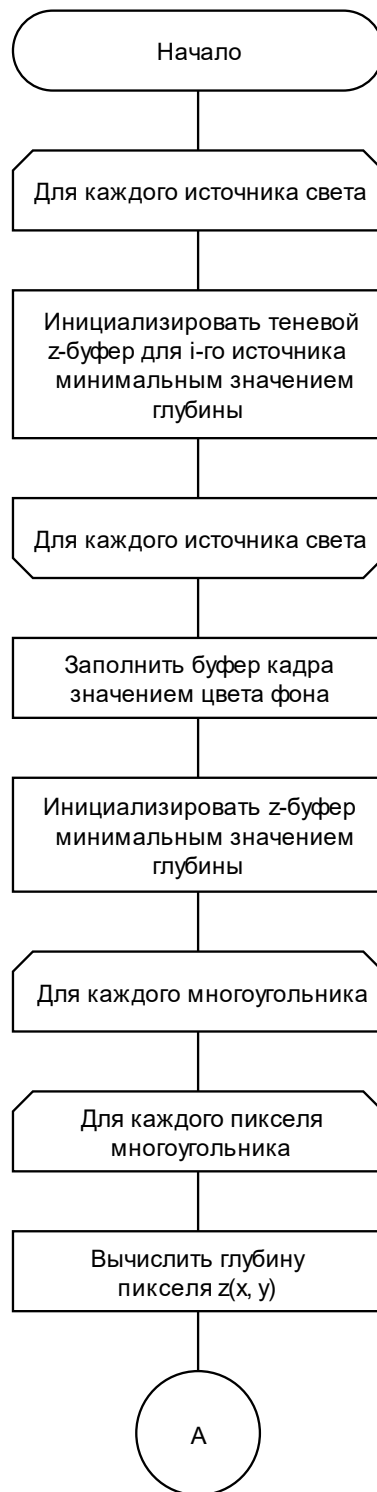 Начало
Для каждого источника света
Инициализировать теневой
z-буфер для i-го источника
минимальным значением
глубины
Для каждого источника света
Заполнить буфер кадра
значением цвета фона
Инициализировать z-буфер
минимальным значением
глубины
Для каждого многоугольника
Для каждого пикселя
многоугольника
Вычислить глубину
пикселя z(x, y)
А